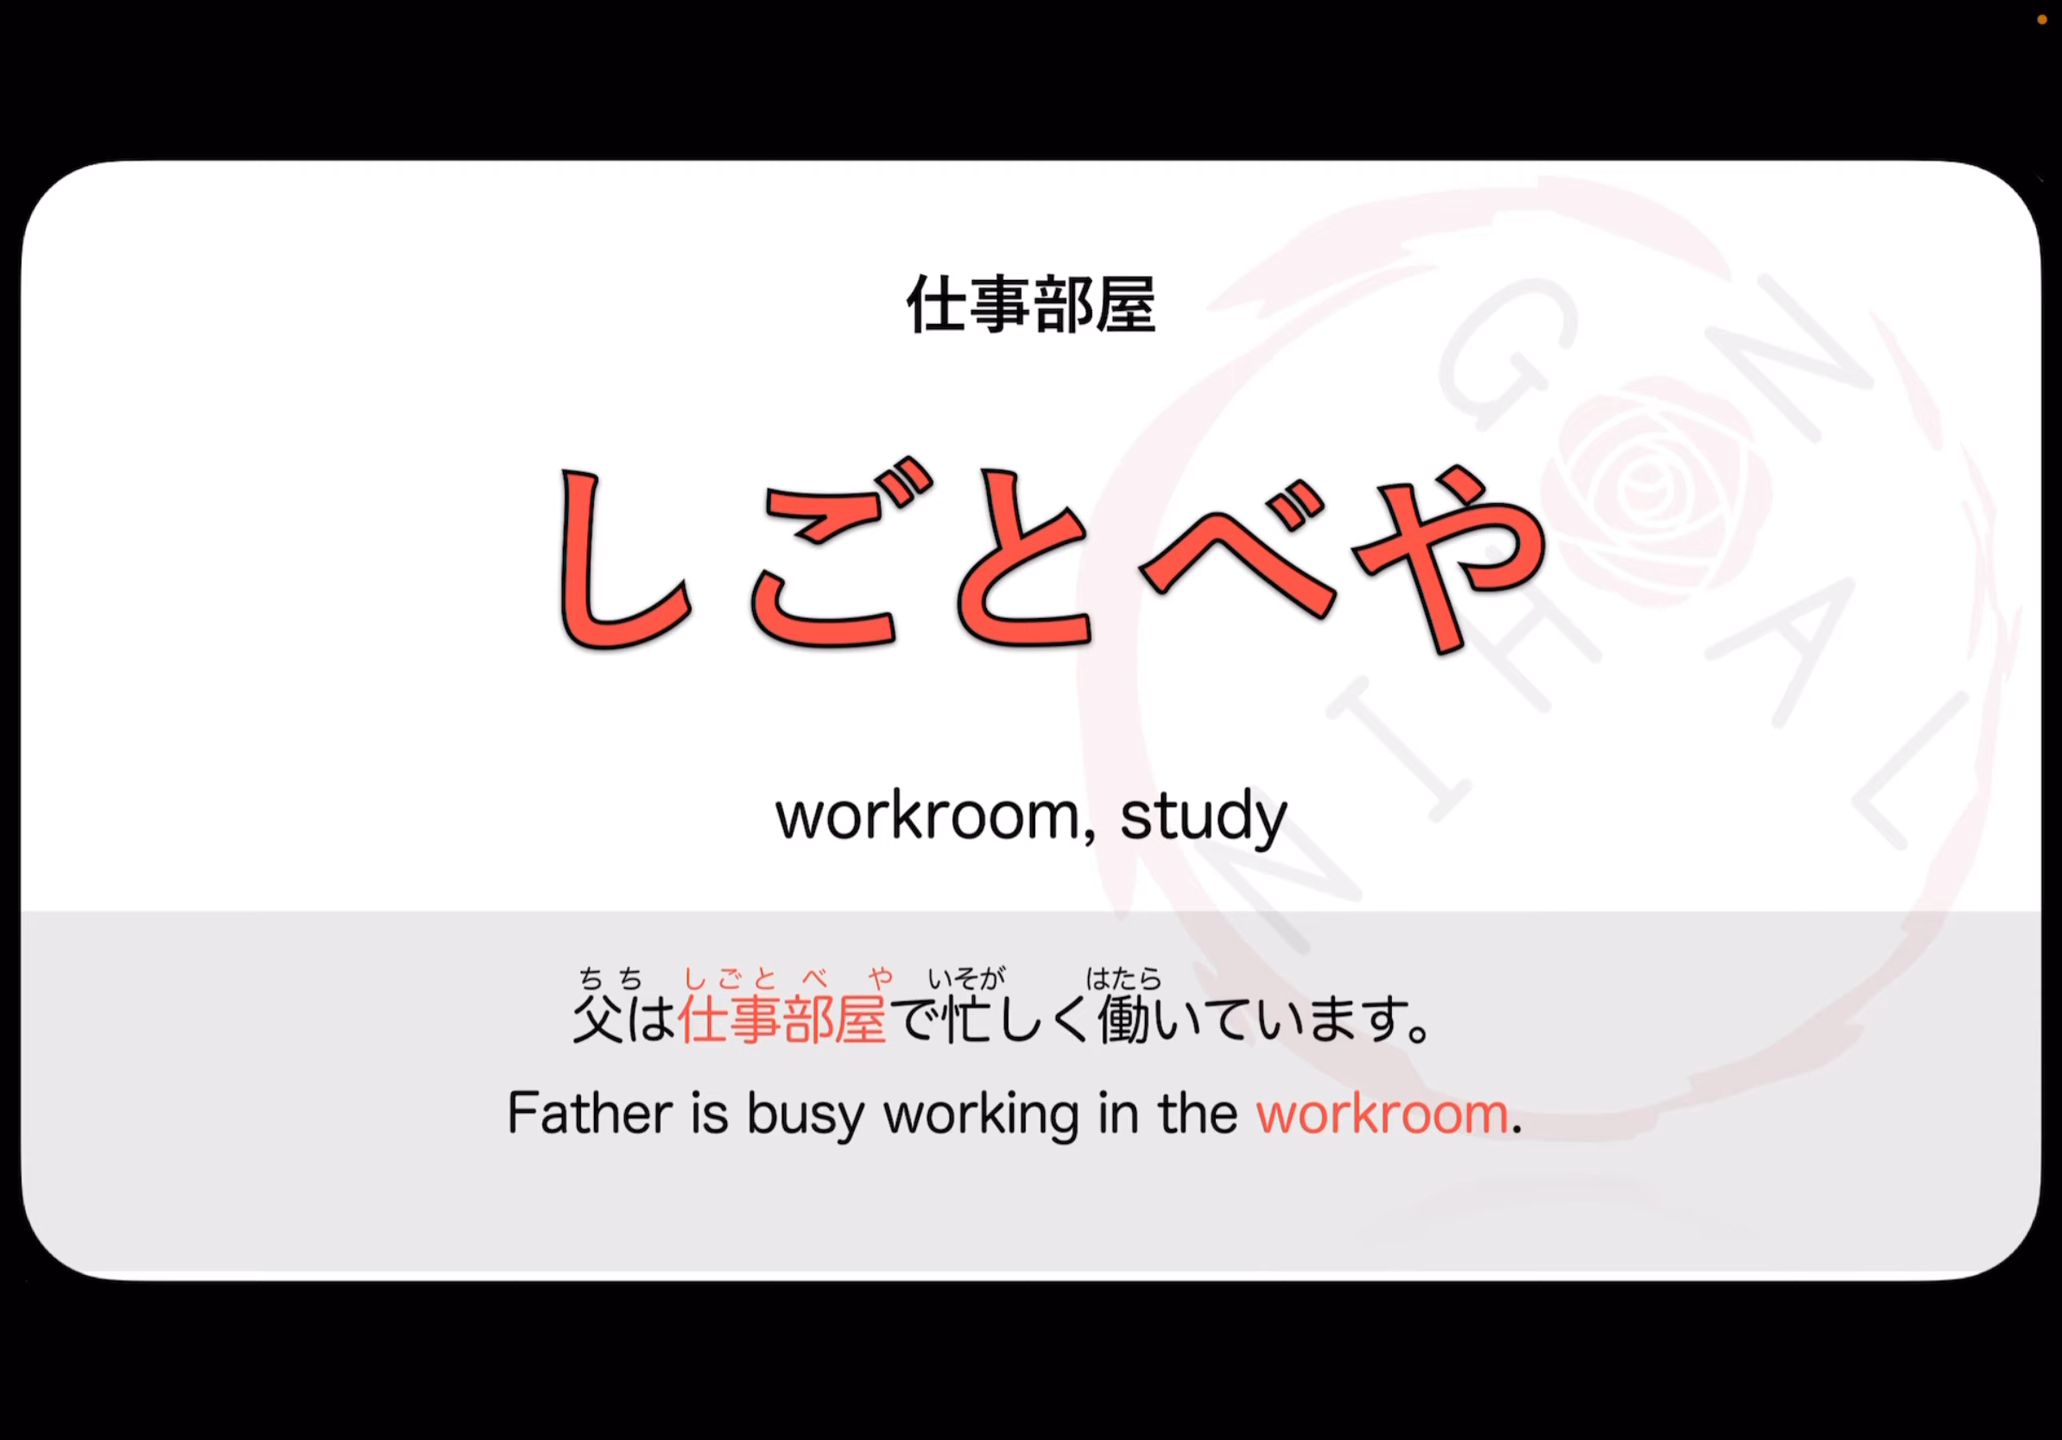 仕事部屋
しごとべや
workroom, study
ちち しごとべや いそが はたら
父は仕事部屋で忙しく働いています。
Father is busy working in the workroom.
NIHONGO